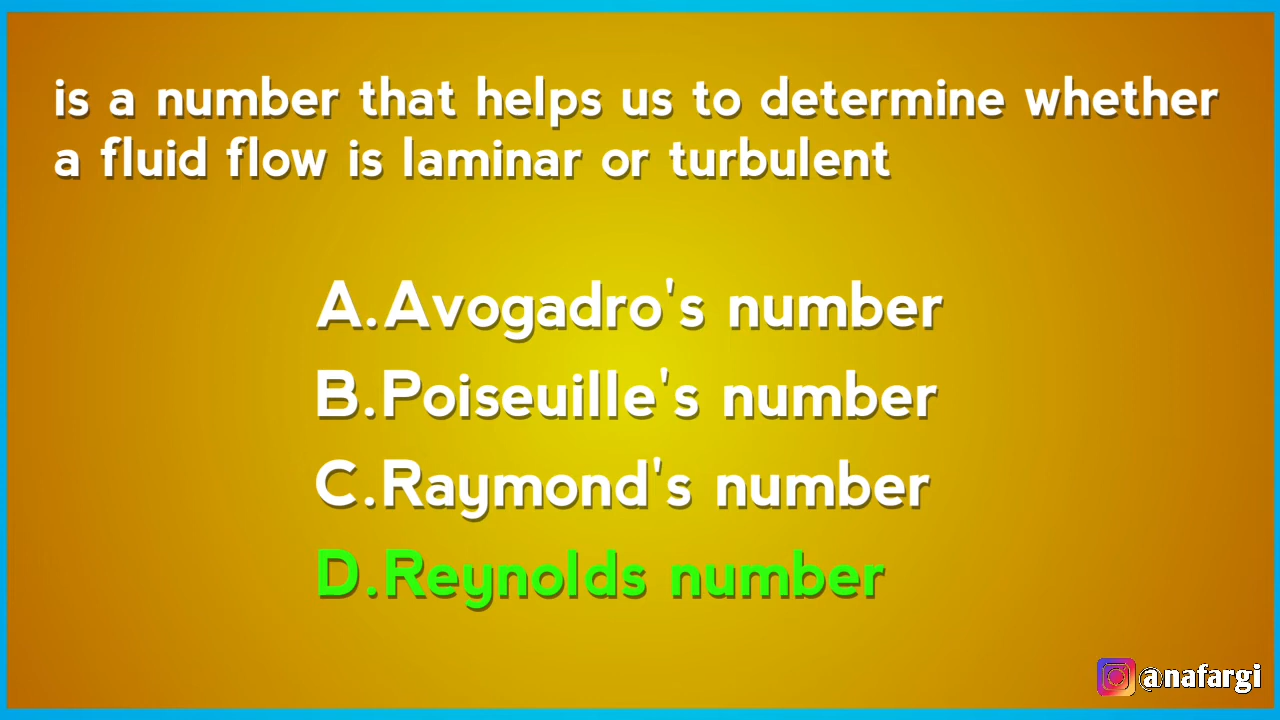 is a number that helps us to determine whether
a fluid flow is laminar or turbulent
A.Avogadro's number
B.Poiseuille's number
C.Raymond's number
D.Reynolds number
@nafargi